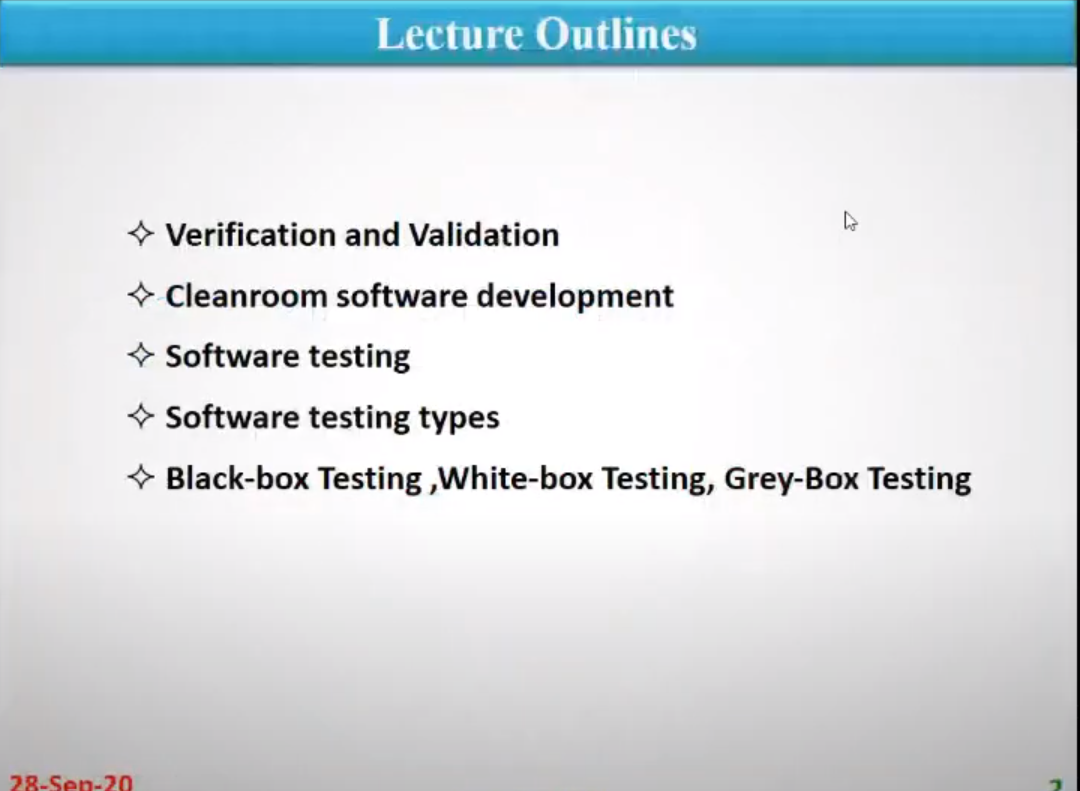 Lecture Outlines
Verification and Validation
Cleanroom software development
Software testing
Software testing types
Black-box Testing ,White-box Testing, Grey-Box Testing
28-Sep-20
2